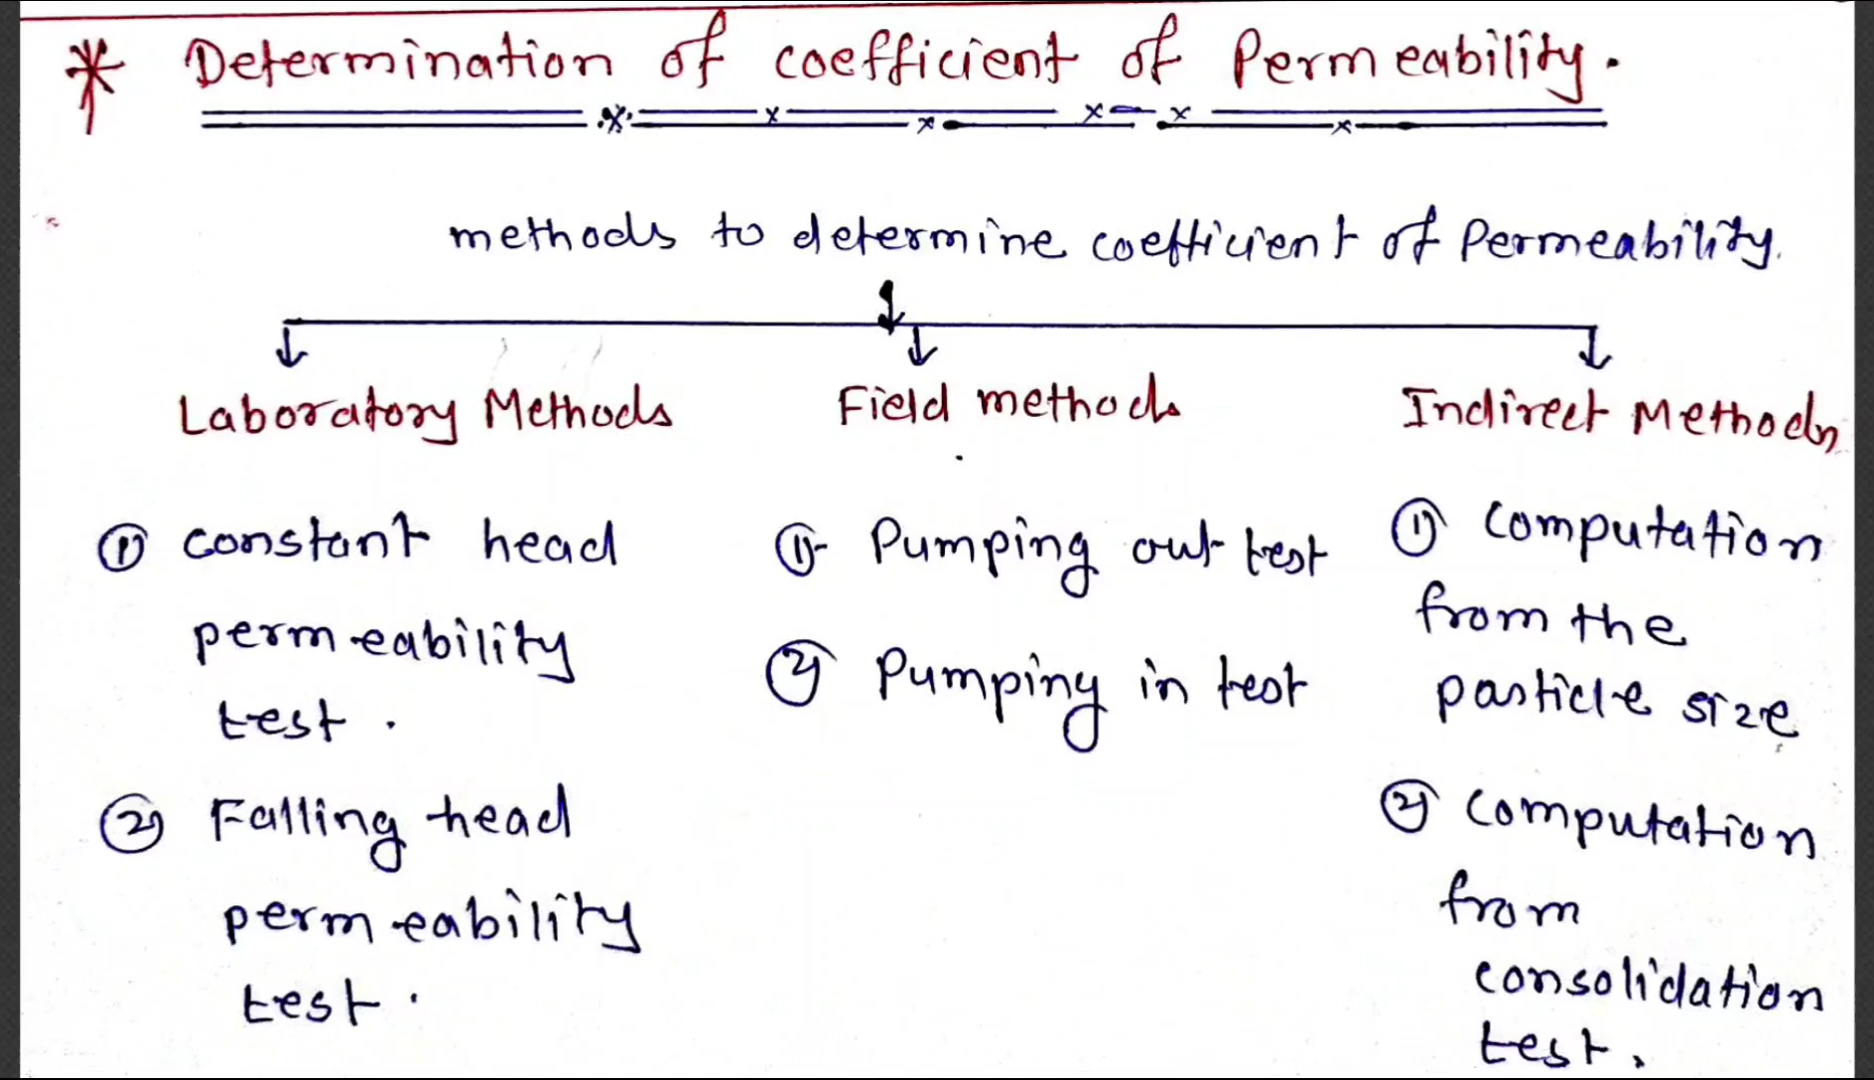 * Determination of coefficient of Permeability.
methods to determine coefficient of Permeability.
Laboratory Methods
① constant head
permeability
test.
② Falling head
permeability
test.
Field methods
① Pumping out test
② Pumping in test
Indirect Methods
① Computation
from the
particle size
② Computation
from
consolidation
test.